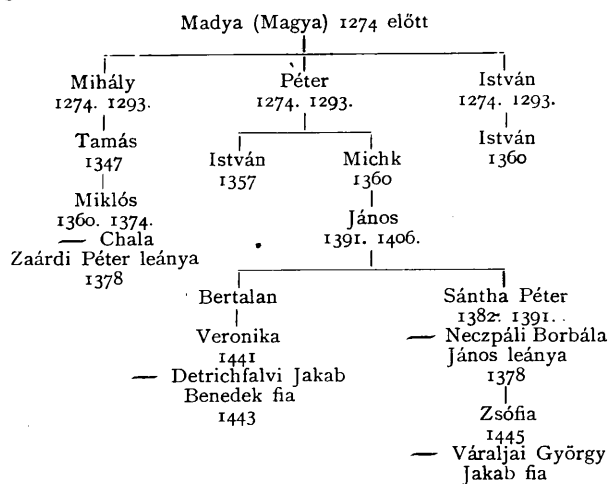 Madya (Magya) 1274 előtt
Mihály Péter István
1274. 1293. 1274. 1293. 1274. 1293.
Tamás István Michk István
1347 1357 1360 1360
Miklós János
1360. 1374. 1391. 1406.
— Chala
Zaárdi Péter leánya
1378
Bertalan Sántha Péter
1382. 1391.
Veronika — Neczpáli Borbála
1441 János leánya
— Detrichfalvi Jakab 1378
Benedek fia
1443 Zsófia
1445
— Váraljai György
Jakab fia